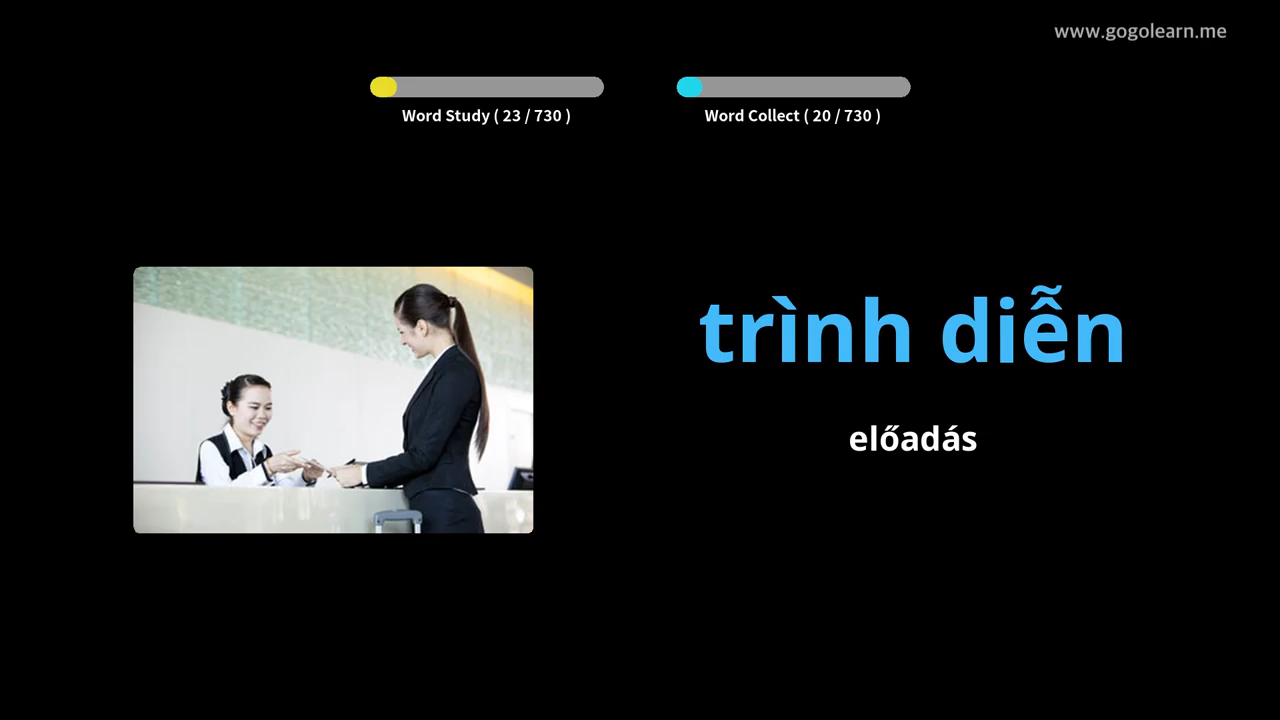 www.gogolearn.me
Word Study ( 23 / 730 )
Word Collect ( 20 / 730 )
trình diễn
előadás